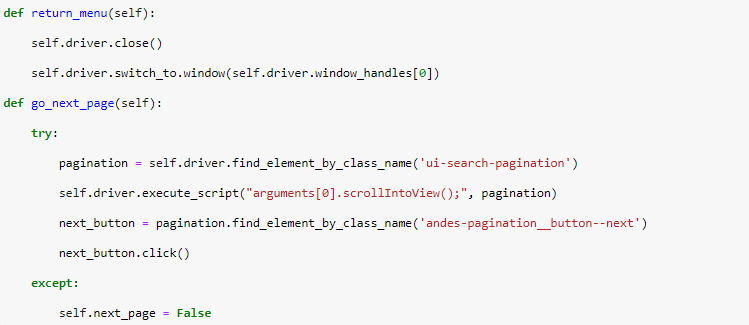 def return_menu(self):
    self.driver.close()
    self.driver.switch_to.window(self.driver.window_handles[0])
def go_next_page(self):
    try:
        pagination = self.driver.find_element_by_class_name('ui-search-pagination')
        self.driver.execute_script("arguments[0].scrollIntoView();", pagination)
        next_button = pagination.find_element_by_class_name('andes-pagination__button--next')
        next_button.click()
    except:
        self.next_page = False